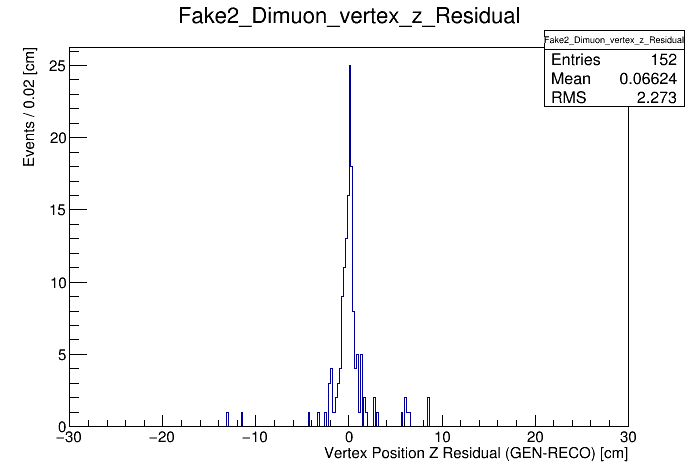 Fake2_Dimuon_vertex_z_Residual
Fake2_Dimuon_vertex_z_Residual
Entries 152
Mean 0.06624
RMS 2.273
Events / 0.02 [cm]
25
20
15
10
5
0
−30 −20 −10 0 10 20 30
Vertex Position Z Residual (GEN-RECO) [cm]